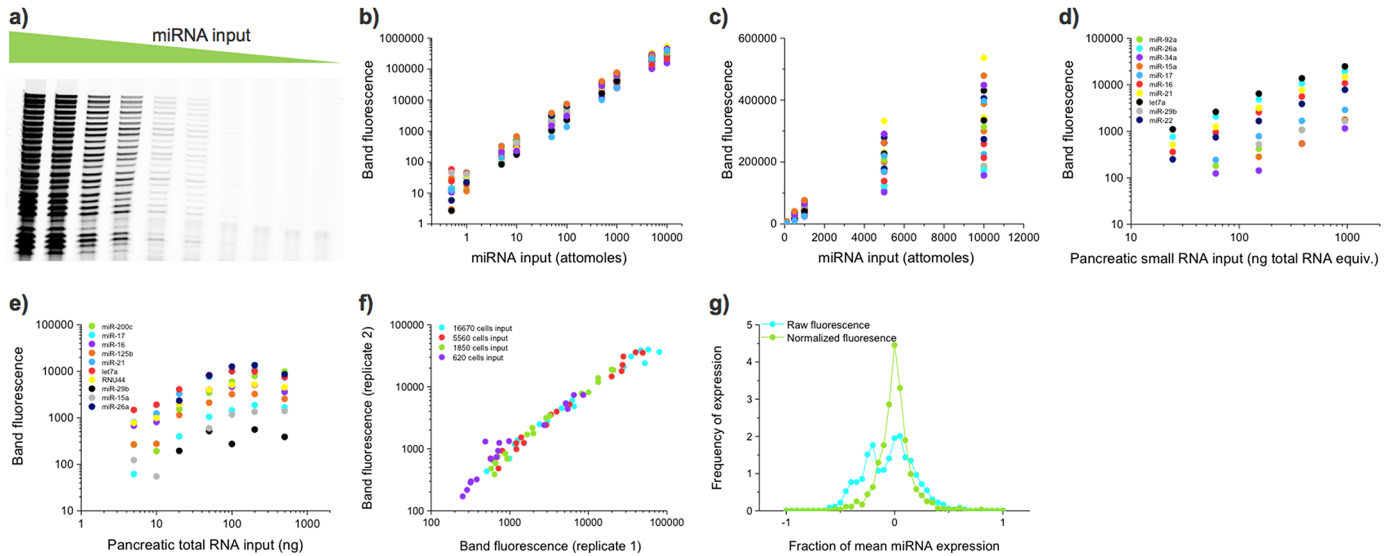 a)
miRNA input
b)
Band fluorescence
1000000
100000
10000
1000
100
10
1
1
10
100
1000
10000
miRNA input (attomoles)
c)
Band fluorescence
600000
400000
200000
0
0
2000
4000
6000
8000
10000
12000
miRNA input (attomoles)
d)
Band fluorescence
100000
10000
1000
100
10
miR-92a
miR-26a
miR-34a
miR-15a
miR-17
miR-16
miR-21
let7a
miR-29b
miR-22
10
100
1000
Pancreatic small RNA input (ng total RNA equiv.)
e)
Band fluorescence
100000
10000
1000
100
10
miR-200c
miR-17
miR-16
miR-125b
miR-21
let7a
RNU44
miR-29b
miR-15a
miR-26a
1
10
100
1000
Pancreatic total RNA input (ng)
f)
Band fluorescence (replicate 2)
100000
10000
1000
100
16670 cells input
5560 cells input
1850 cells input
620 cells input
100
1000
10000
100000
Band fluorescence (replicate 1)
g)
Frequency of expression
5
4
3
2
1
0
Raw fluorescence
Normalized fluoresence
-1
0
1
Fraction of mean miRNA expression